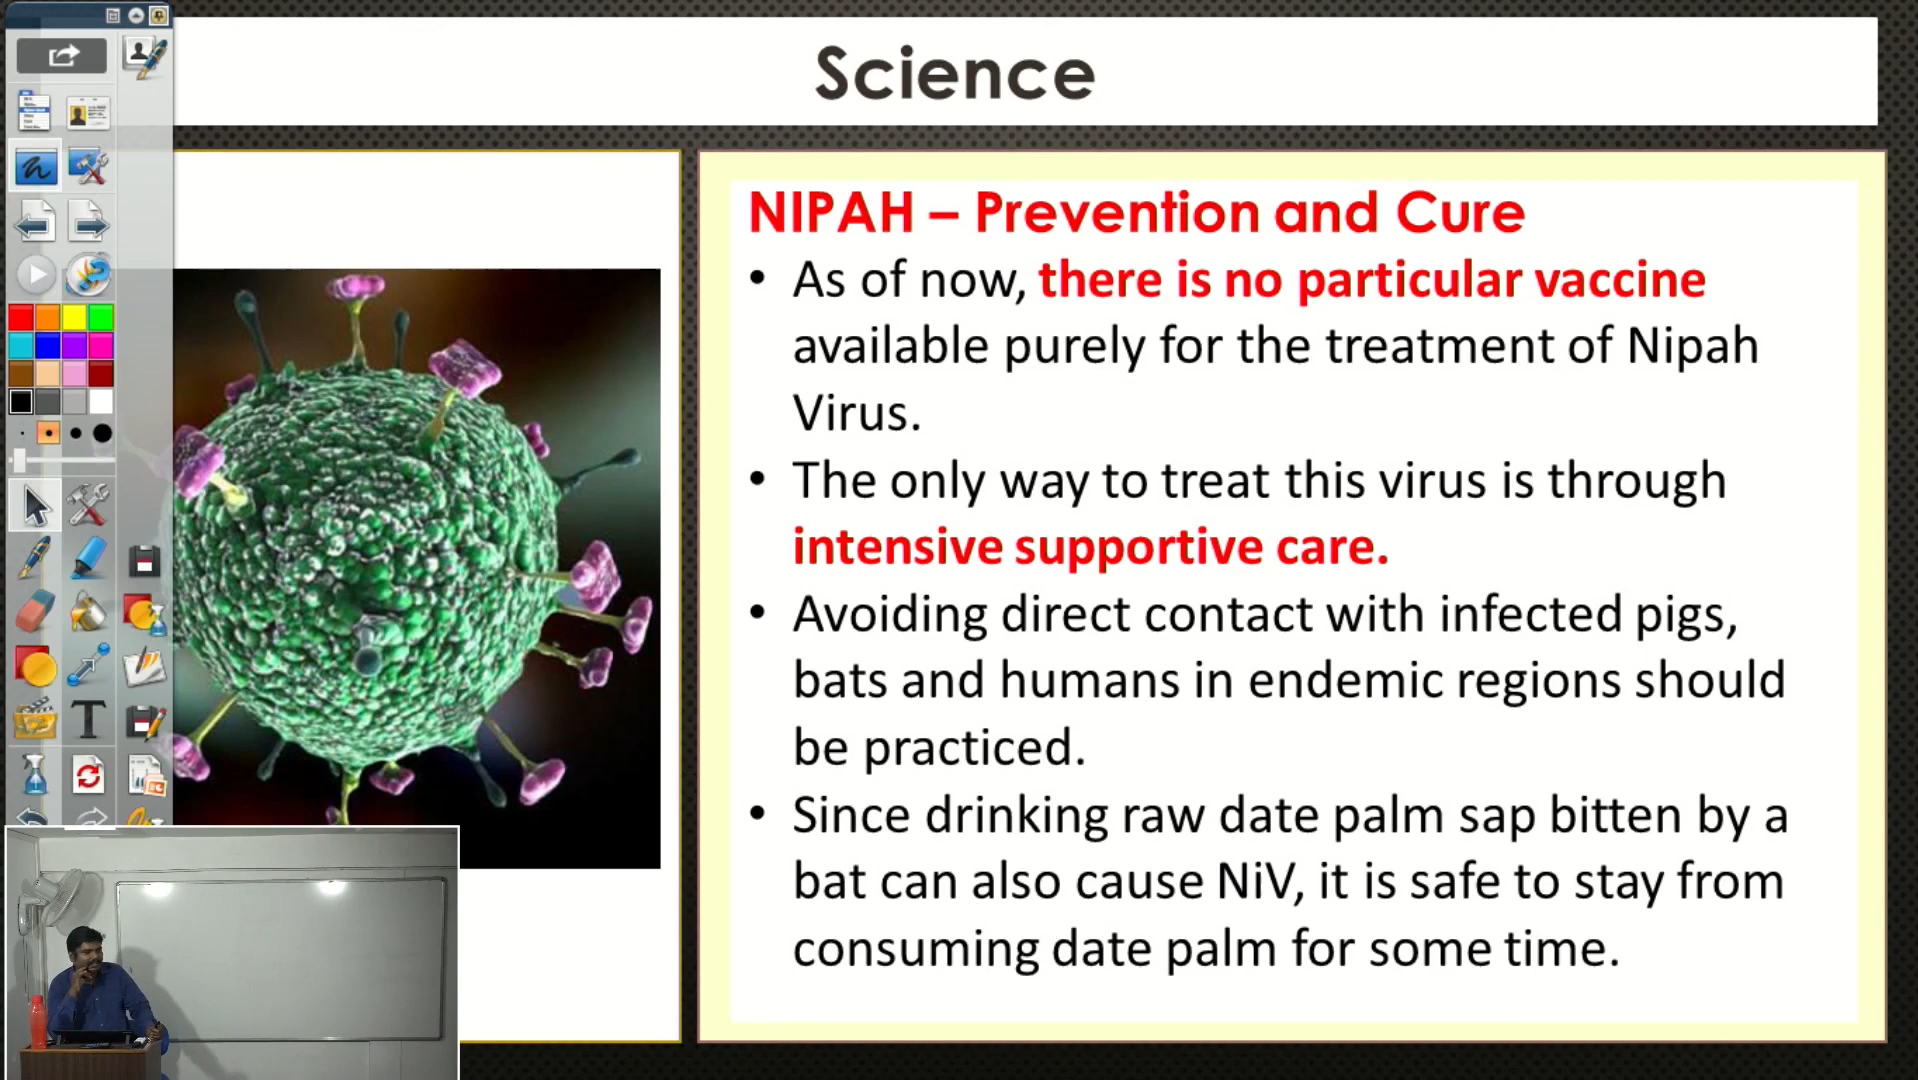 Science
NIPAH – Prevention and Cure
• As of now, there is no particular vaccine
available purely for the treatment of Nipah
Virus.
• The only way to treat this virus is through
intensive supportive care.
• Avoiding direct contact with infected pigs,
bats and humans in endemic regions should
be practiced.
• Since drinking raw date palm sap bitten by a
bat can also cause NiV, it is safe to stay from
consuming date palm for some time.
T